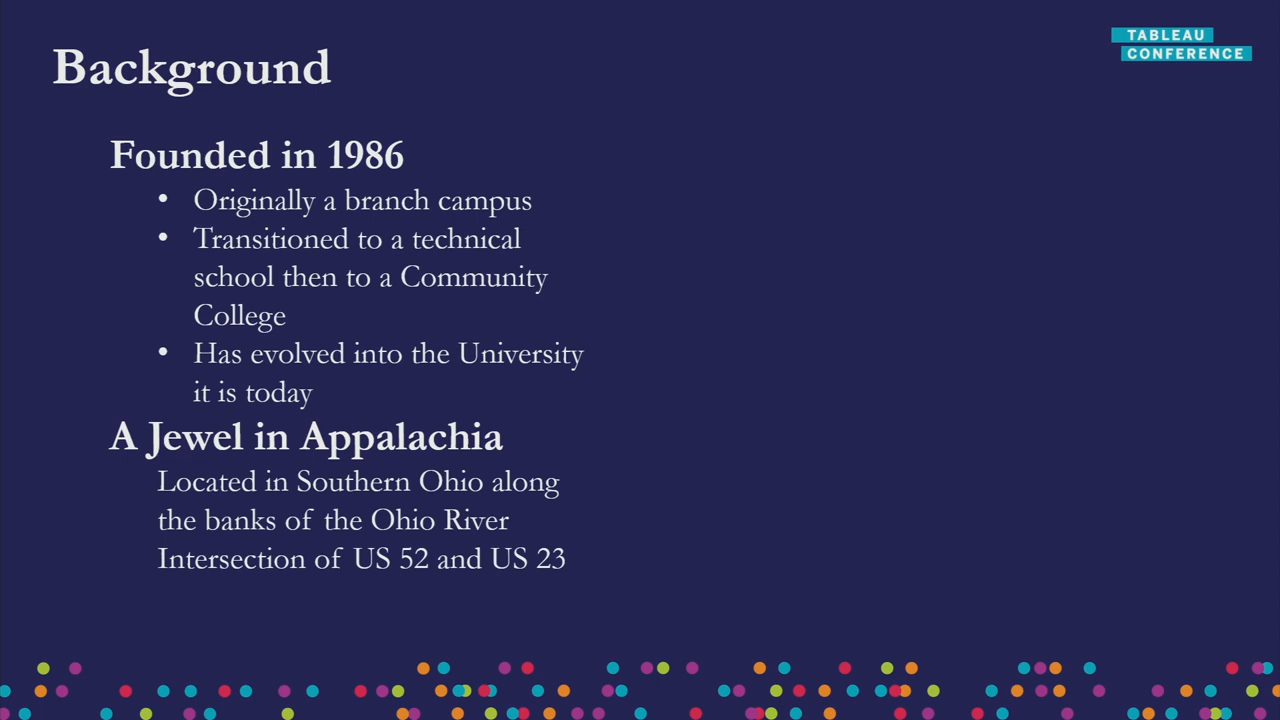 Background
TABLEAU
CONFERENCE
Founded in 1986
• Originally a branch campus
• Transitioned to a technical
school then to a Community
College
• Has evolved into the University
it is today
A Jewel in Appalachia
Located in Southern Ohio along
the banks of the Ohio River
Intersection of US 52 and US 23